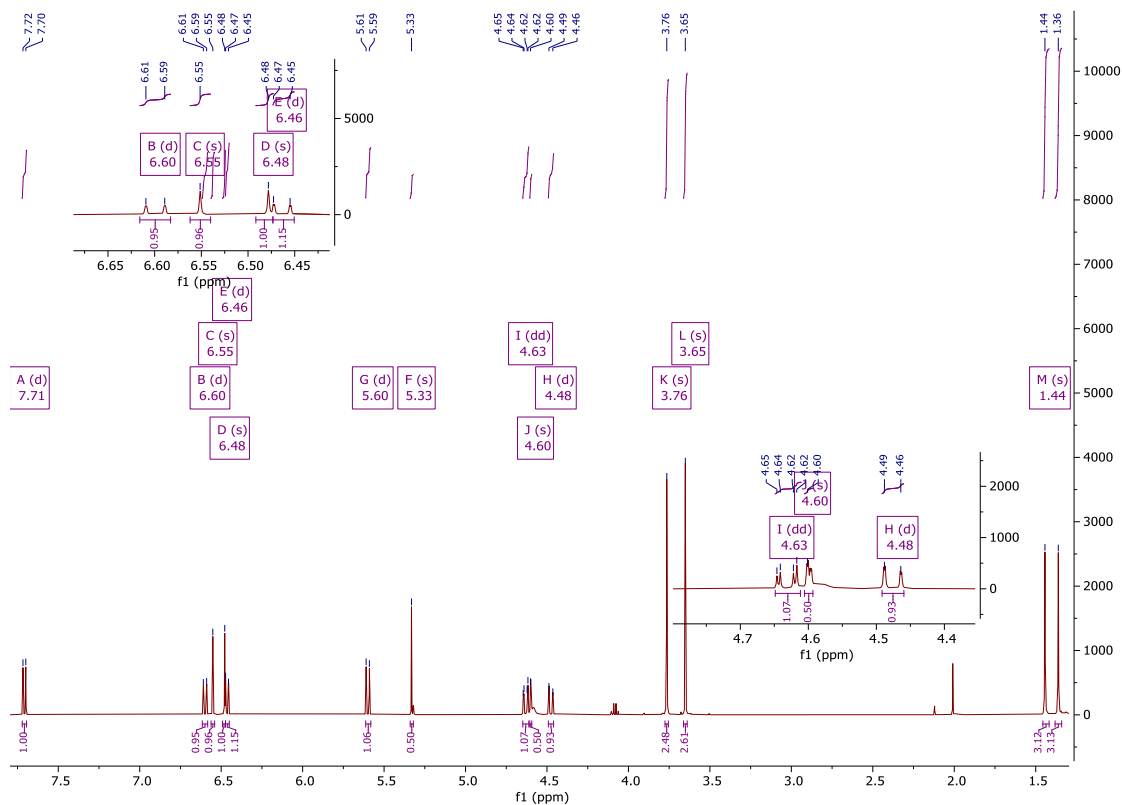 7.72 7.70 6.61 6.59 6.55 6.48 6.47 6.45 5.61 5.59 5.33 4.65 4.64 4.62 4.62 4.60 4.49 4.46 3.76 3.65 1.44 1.36
6.61 6.59 6.55 6.48 6.47 6.45
E (d)
6.46
B (d)
6.60
C (s)
6.55
D (s)
6.48
5000
0
0.95 0.96 1.00 1.15
6.65 6.60 6.55 6.50 6.45
f1 (ppm)
E (d)
6.46
C (s)
6.55
A (d)
7.71
B (d)
6.60
D (s)
6.48
G (d)
5.60
F (s)
5.33
I (dd)
4.63
H (d)
4.48
J (s)
4.60
L (s)
3.65
K (s)
3.76
M (s)
1.44
4.65 4.64 4.62 4.62 4.60 4.49 4.46
J (s)
4.60
I (dd)
4.63
H (d)
4.48
2000
1000
0
1.07 0.50 0.93
4.7 4.6 4.5 4.4
f1 (ppm)
10000
9000
8000
7000
6000
5000
4000
3000
2000
1000
0
1.00 0.95 0.96 1.00 1.15 1.06 0.50 1.07 0.50 0.93 2.48 2.61 3.12 3.13
7.5 7.0 6.5 6.0 5.5 5.0 4.5 4.0 3.5 3.0 2.5 2.0 1.5
f1 (ppm)